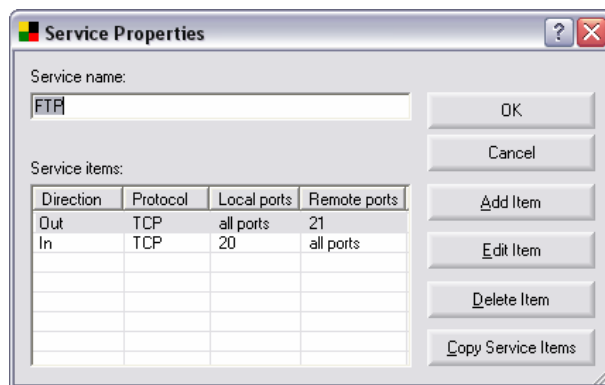 Service Properties
?
Service name:
FTP
OK
Cancel
Service items:
Direction Protocol Local ports Remote ports
Out TCP all ports 21
In TCP 20 all ports
Add Item
Edit Item
Delete Item
Copy Service Items